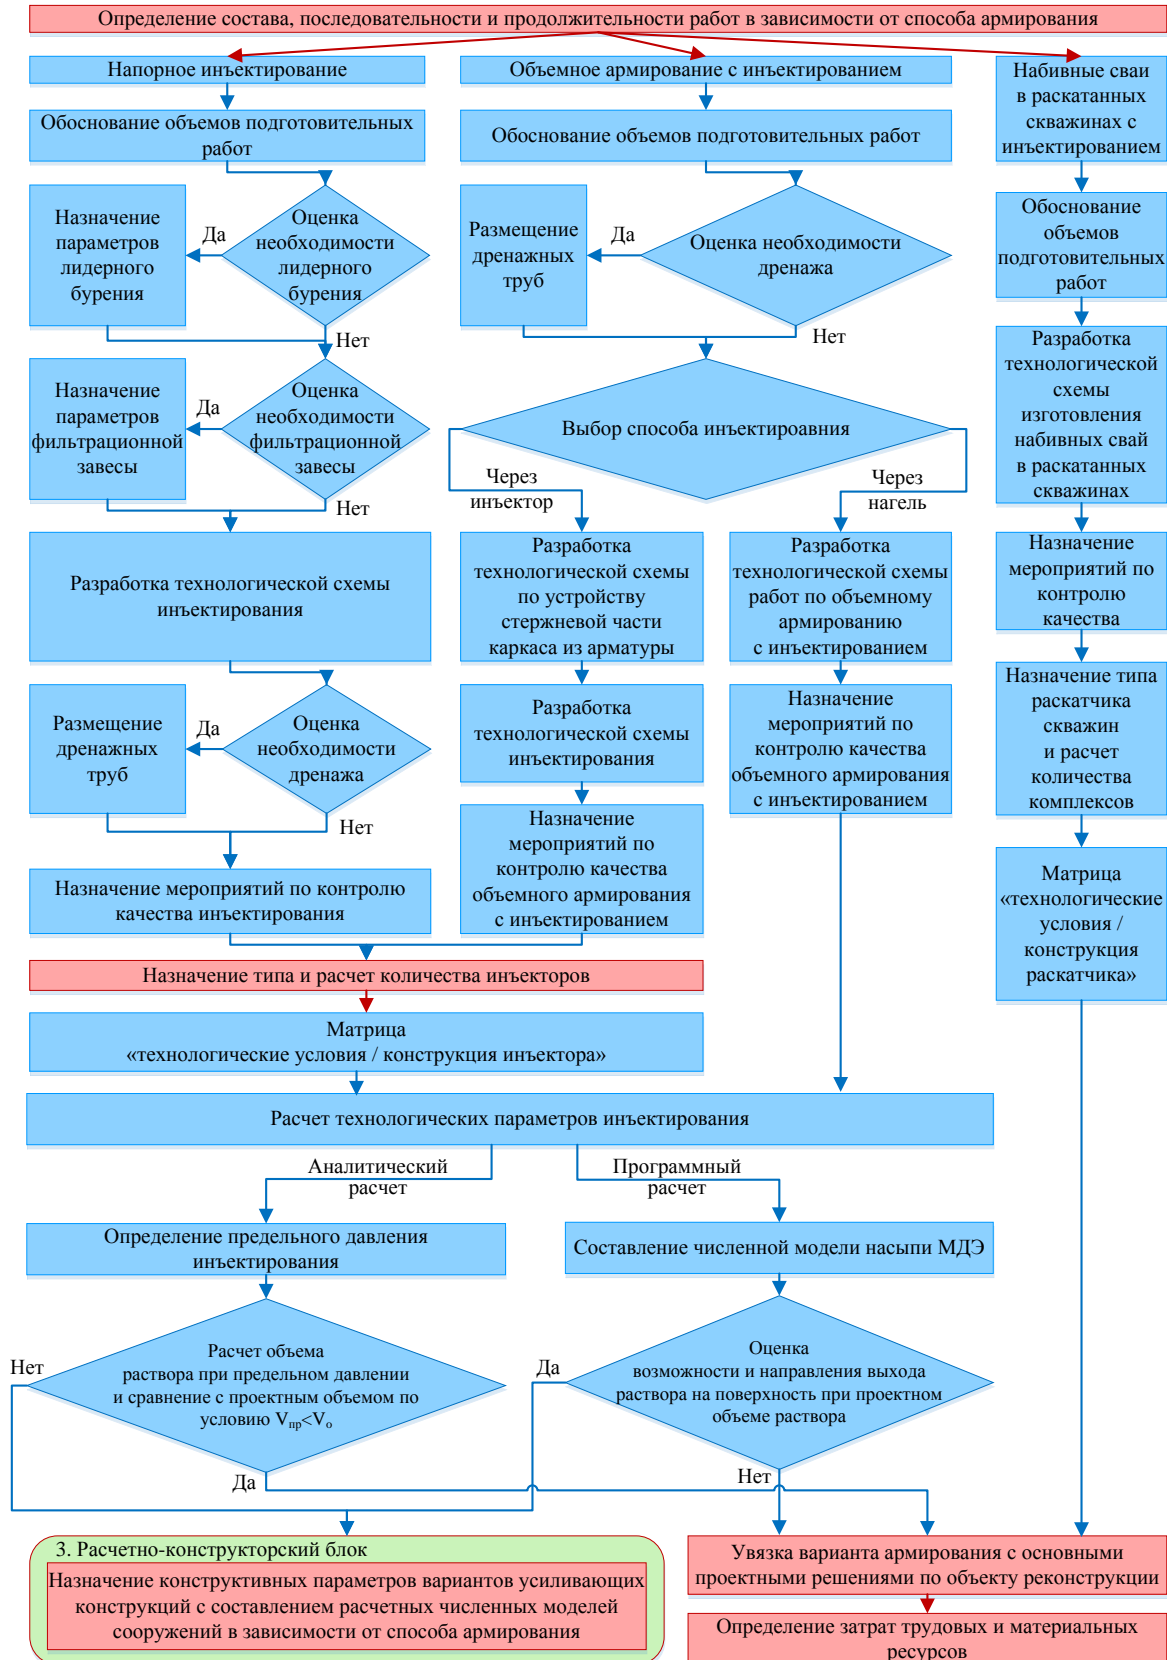 Определение состава, последовательности и продолжительности работ в зависимости от способа армирования
Напорное инъектирование
Обоснование объемов подготовительных
работ
Назначение
параметров
лидерного
бурения
Да
Оценка
необходимости
лидерного
бурения
Нет
Назначение
параметров
фильтрационной
завесы
Да
Оценка
необходимости
фильтрационной
завесы
Нет
Разработка технологической схемы
инъектирования
Размещение
дренажных
труб
Да
Оценка
необходимости
дренажа
Нет
Назначение мероприятий по контролю
качества инъектирования
Объемное армирование с инъектированием
Обоснование объемов подготовительных работ
Размещение
дренажных
труб
Да
Оценка необходимости
дренажа
Нет
Выбор способа инъектироавния
Через
инъектор
Через
нагель
Разработка
технологической схемы
по устройству
стержневой части
каркаса из арматуры
Разработка
технологической схемы
инъектирования
Назначение
мероприятий по
контролю качества
объемного армирования
с инъектированием
Разработка
технологической схемы
работ по объемному
армированию
с инъектированием
Назначение
мероприятий по
контролю качества
объемного армирования
с инъектированием
Набивные сваи
в раскатанных
скважинах с
инъектированием
Обоснование
объемов
подготовительных
работ
Разработка
технологической
схемы
изготовления
набивных свай
в раскатанных
скважинах
Назначение
мероприятий по
контролю
качества
Назначение типа
раскатчика
скважин
и расчет
количества
комплексов
Матрица
«технологические
условия /
конструкция
раскатчика»
Назначение типа и расчет количества инъекторов
Матрица
«технологические условия / конструкция инъектора»
Расчет технологических параметров инъектирования
Аналитический
расчет
Программный
расчет
Определение предельного давления
инъектирования
Составление численной модели насыпи МДЭ
Нет
Расчет объема
раствора при предельном давлении
и сравнение с проектным объемом по
условию Vпр<Vо
Да
Да
Оценка
возможности и направления выхода
раствора на поверхность при проектном
объеме раствора
Нет
3. Расчетно-конструкторский блок
Назначение конструктивных параметров вариантов усиливающих
конструкций с составлением расчетных численных моделей
сооружений в зависимости от способа армирования
Увязка варианта армирования с основными
проектными решениями по объекту реконструкции
Определение затрат трудовых и материальных
ресурсов